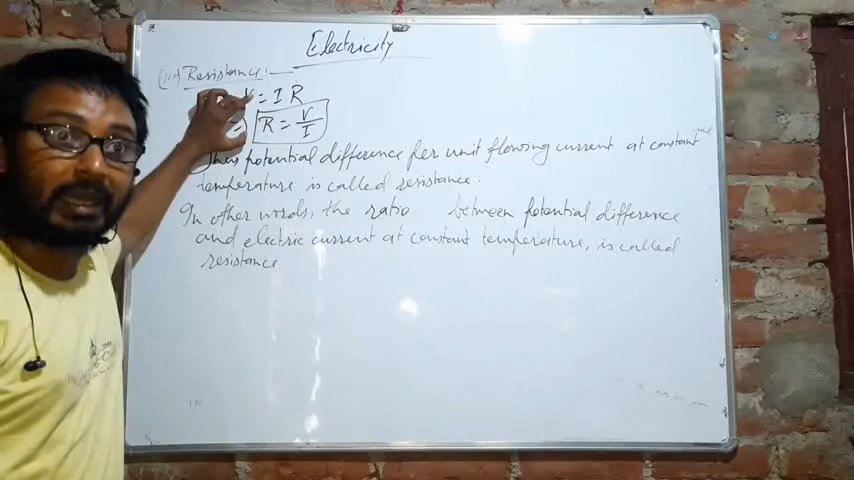 Electricity
(iii) Resistance:-
V = I R
R = V/I
Thus potential difference per unit flowing current at constant
temperature is called resistance.
In other words, the ratio between potential difference
and electric current at constant temperature, is called
resistance